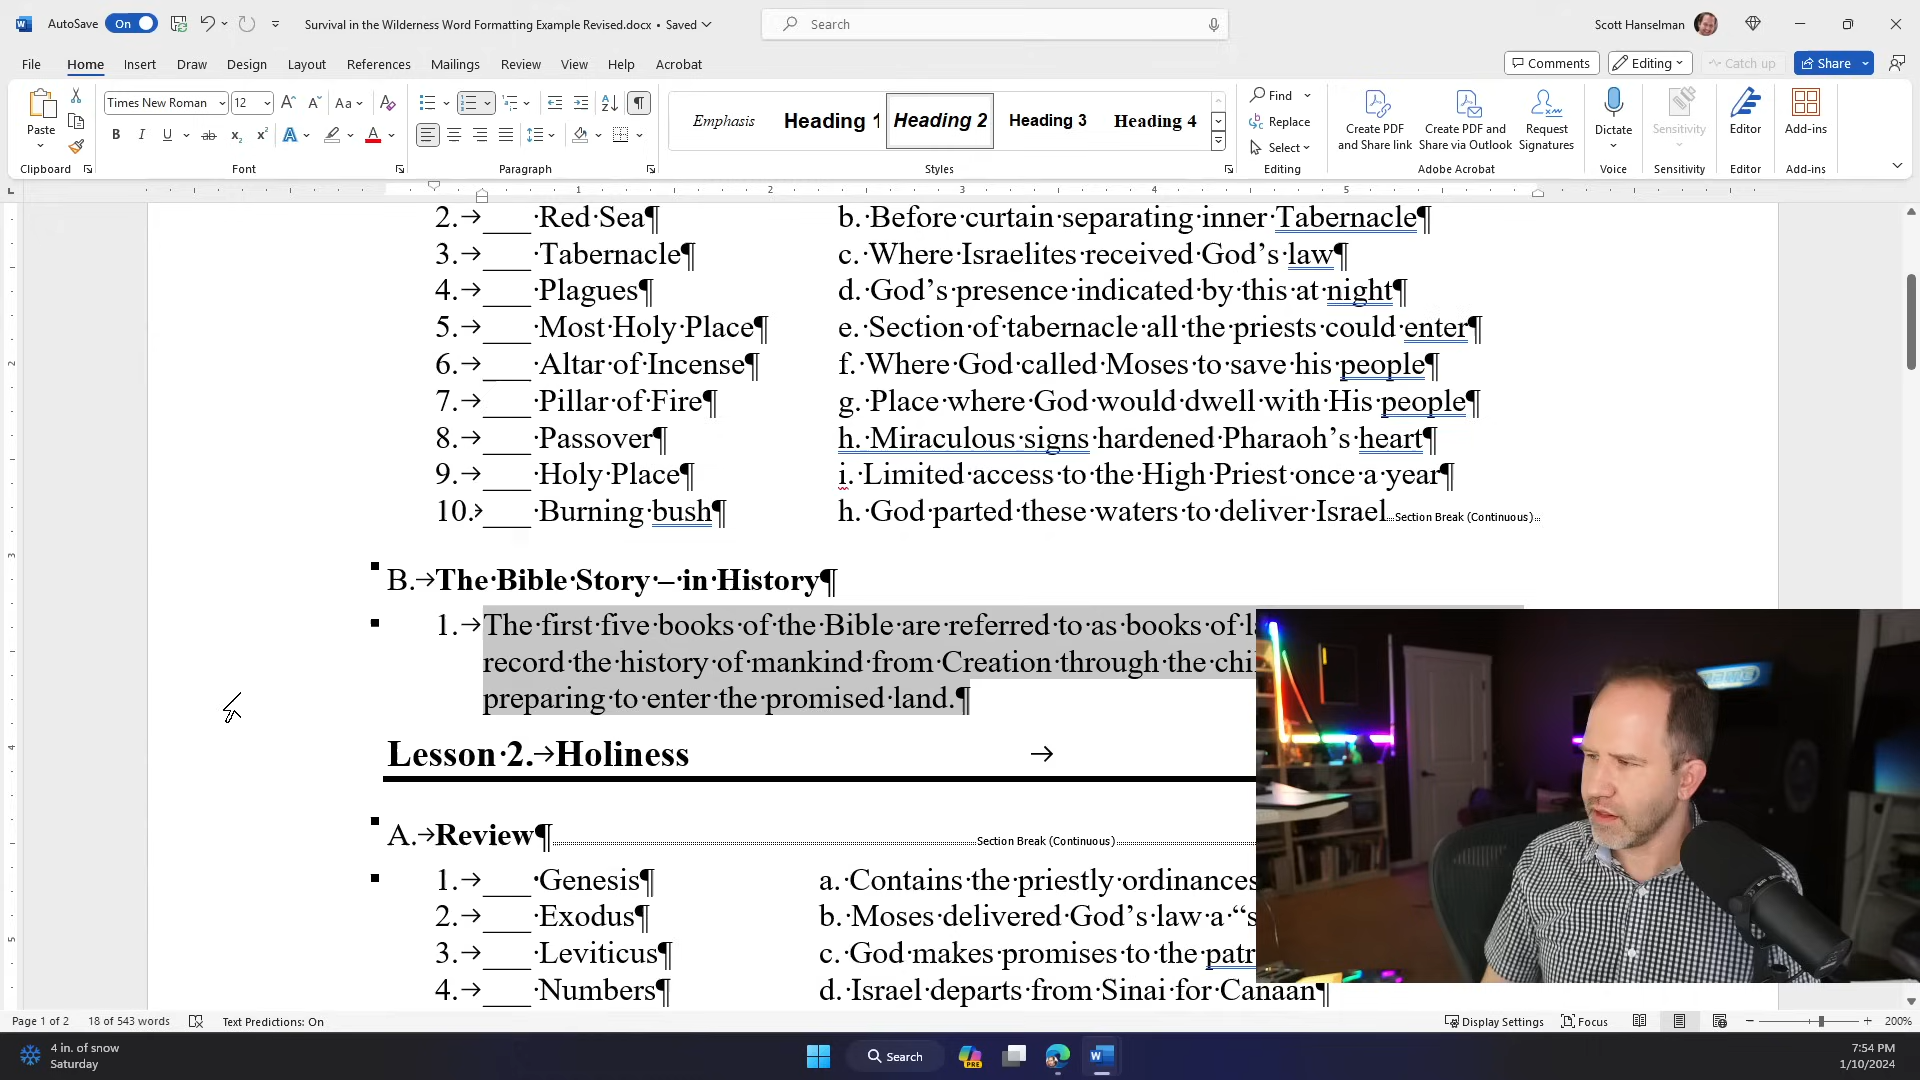 AutoSave On Survival in the Wilderness Word Formatting Example Revised.docx • Saved Search Scott Hanselman
File Home Insert Draw Design Layout References Mailings Review View Help Acrobat Comments Editing Catch up Share
Paste
Clipboard
Times New Roman 12 Aa
B I U ab x₂ x² A A
Font
Paragraph
Emphasis Heading 1 Heading 2 Heading 3 Heading 4
Styles
Find
Replace
Select
Editing
Create PDF and Share link
Create PDF and Share via Outlook
Request Signatures
Adobe Acrobat
Dictate
Voice
Sensitivity
Sensitivity
Editor
Editor
Add-ins
Add-ins
1 2 3 4 5
2.→___·Red·Sea¶ b.·Before·curtain·separating·inner·Tabernacle¶
3.→___·Tabernacle¶ c.·Where·Israelites·received·God’s·law¶
4.→___·Plagues¶ d.·God’s·presence·indicated·by·this·at·night¶
5.→___·Most·Holy·Place¶ e.·Section·of·tabernacle·all·the·priests·could·enter¶
6.→___·Altar·of·Incense¶ f.·Where·God·called·Moses·to·save·his·people¶
7.→___·Pillar·of·Fire¶ g.·Place·where·God·would·dwell·with·His·people¶
8.→___·Passover¶ h.·Miraculous·signs·hardened·Pharaoh’s·heart¶
9.→___·Holy·Place¶ i.·Limited·access·to·the·High·Priest·once·a·year¶
10.→___·Burning·bush¶ h.·God·parted·these·waters·to·deliver·Israel Section Break (Continuous)
B.→The·Bible·Story·–·in·History¶
1.→The·first·five·books·of·the·Bible·are·referred·to·as·books·of·
record·the·history·of·mankind·from·Creation·through·the·
preparing·to·enter·the·promised·land.¶
Lesson·2.→Holiness →
A.→Review¶ Section Break (Continuous)
1.→___·Genesis¶ a.·Contains·the·priestly·ordinances
2.→___·Exodus¶ b.·Moses·delivered·God’s·law·a·“s
3.→___·Leviticus¶ c.·God·makes·promises·to·the·
4.→___·Numbers¶ d.·Israel·departs·from·Sinai·for·Canaan¶
2
3
4
5
Page 1 of 2 18 of 543 words Text Predictions: On Display Settings Focus 200%
4 in. of snow
Saturday
Search
PRE
7:54 PM
1/10/2024